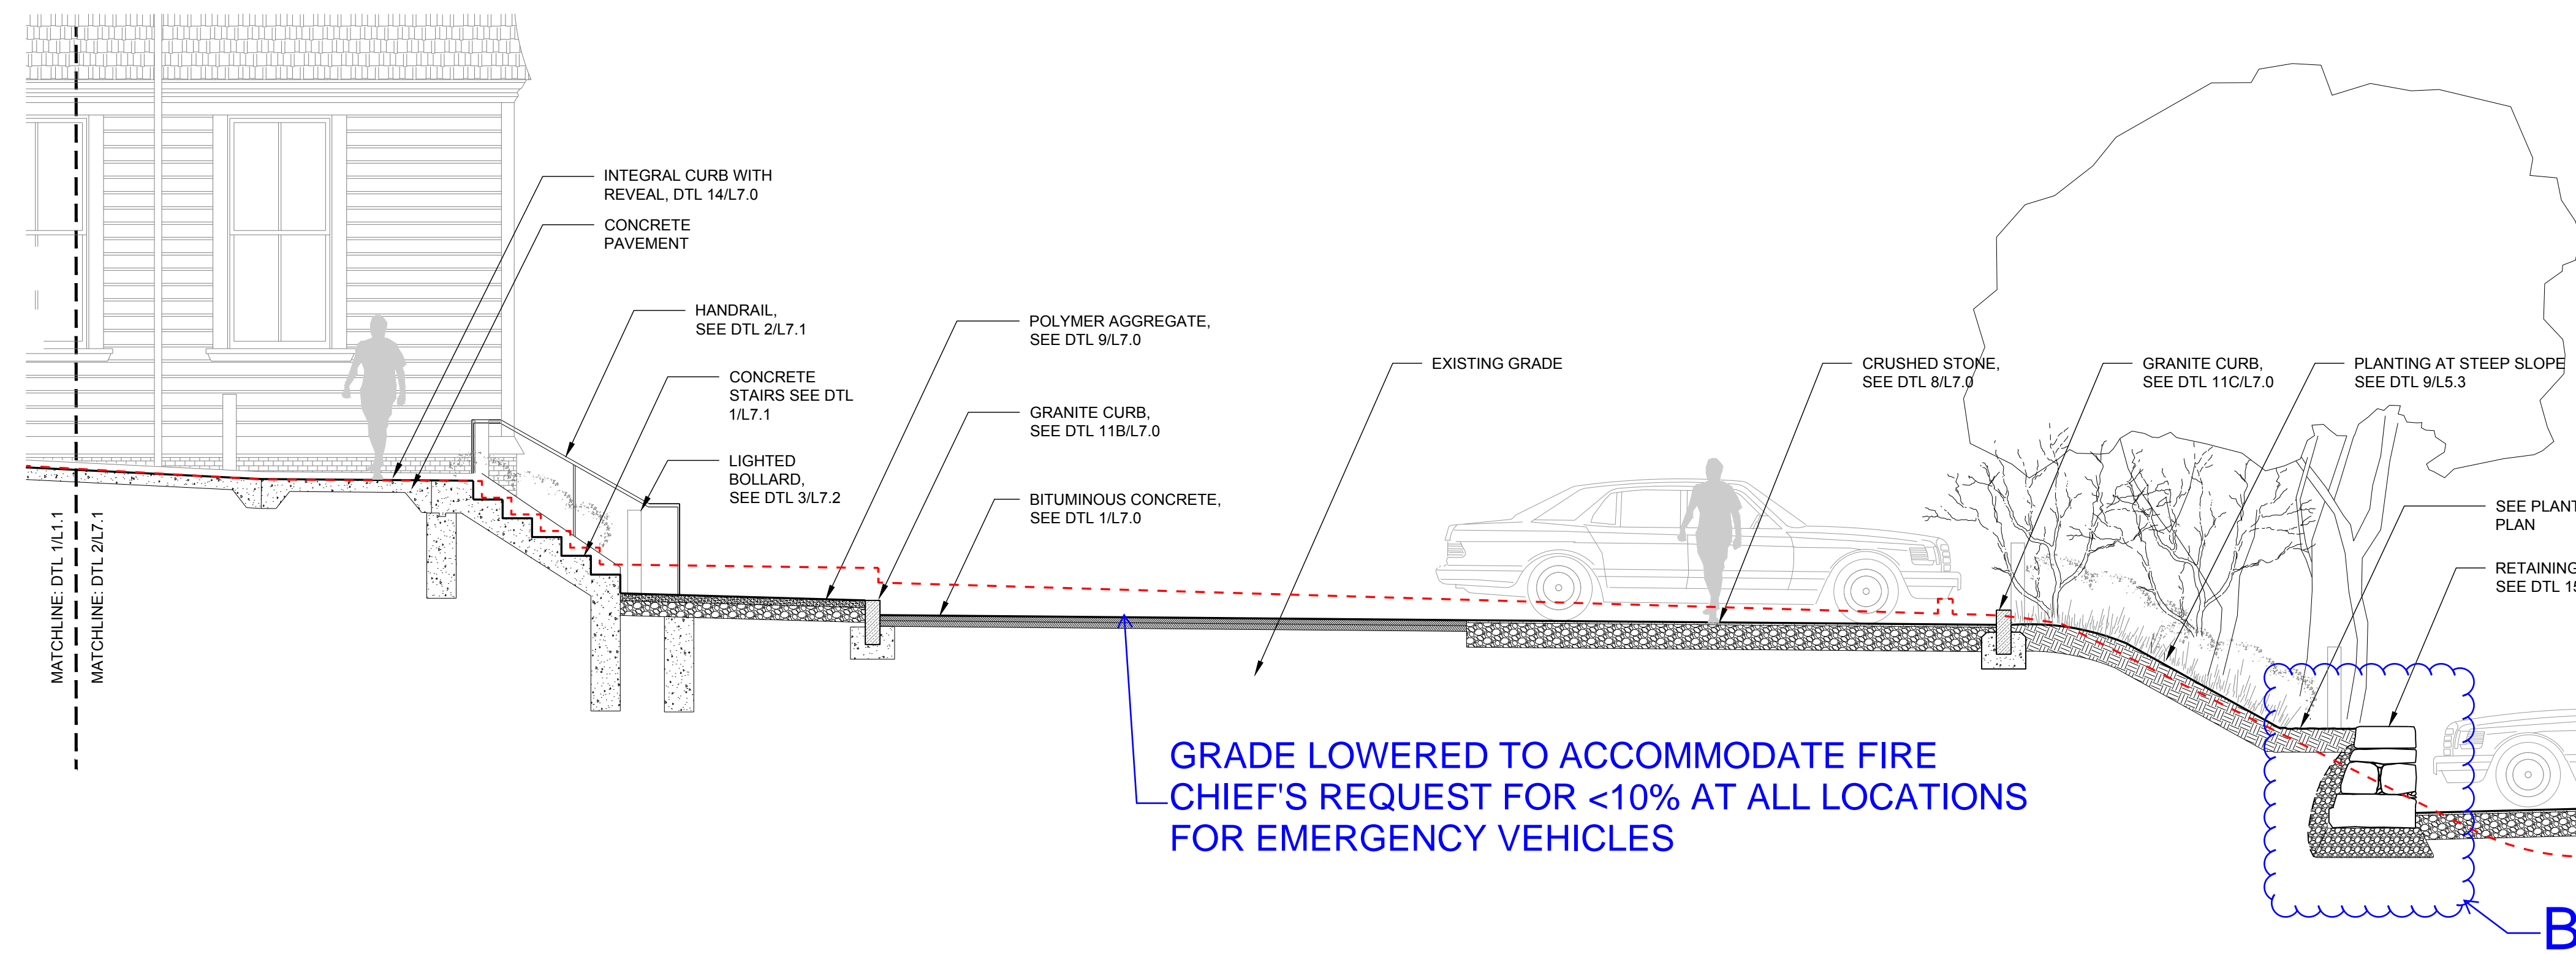 INTEGRAL CURB WITH
REVEAL, DTL 14/L7.0
CONCRETE
PAVEMENT
HANDRAIL,
SEE DTL 2/L7.1
CONCRETE
STAIRS SEE DTL
1/L7.1
LIGHTED
BOLLARD,
SEE DTL 3/L7.2
POLYMER AGGREGATE,
SEE DTL 9/L7.0
GRANITE CURB,
SEE DTL 11B/L7.0
BITUMINOUS CONCRETE,
SEE DTL 1/L7.0
EXISTING GRADE
CRUSHED STONE,
SEE DTL 8/L7.0
GRANITE CURB,
SEE DTL 11C/L7.0
PLANTING AT STEEP SLOPE
SEE DTL 9/L5.3
SEE PLANT
PLAN
RETAINING
SEE DTL 15
MATCHLINE: DTL 1/L1.1
MATCHLINE: DTL 2/L7.1
GRADE LOWERED TO ACCOMMODATE FIRE
CHIEF'S REQUEST FOR <10% AT ALL LOCATIONS
FOR EMERGENCY VEHICLES
B